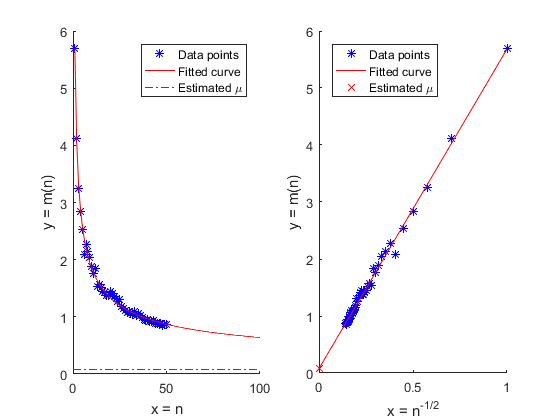 6
5
4
3
2
1
0
y = m(n)
0
50
100
x = n
Data points
Fitted curve
Estimated μ
6
5
4
3
2
1
0
y = m(n)
0
0.5
1
x = n^-1/2
Data points
Fitted curve
Estimated μ